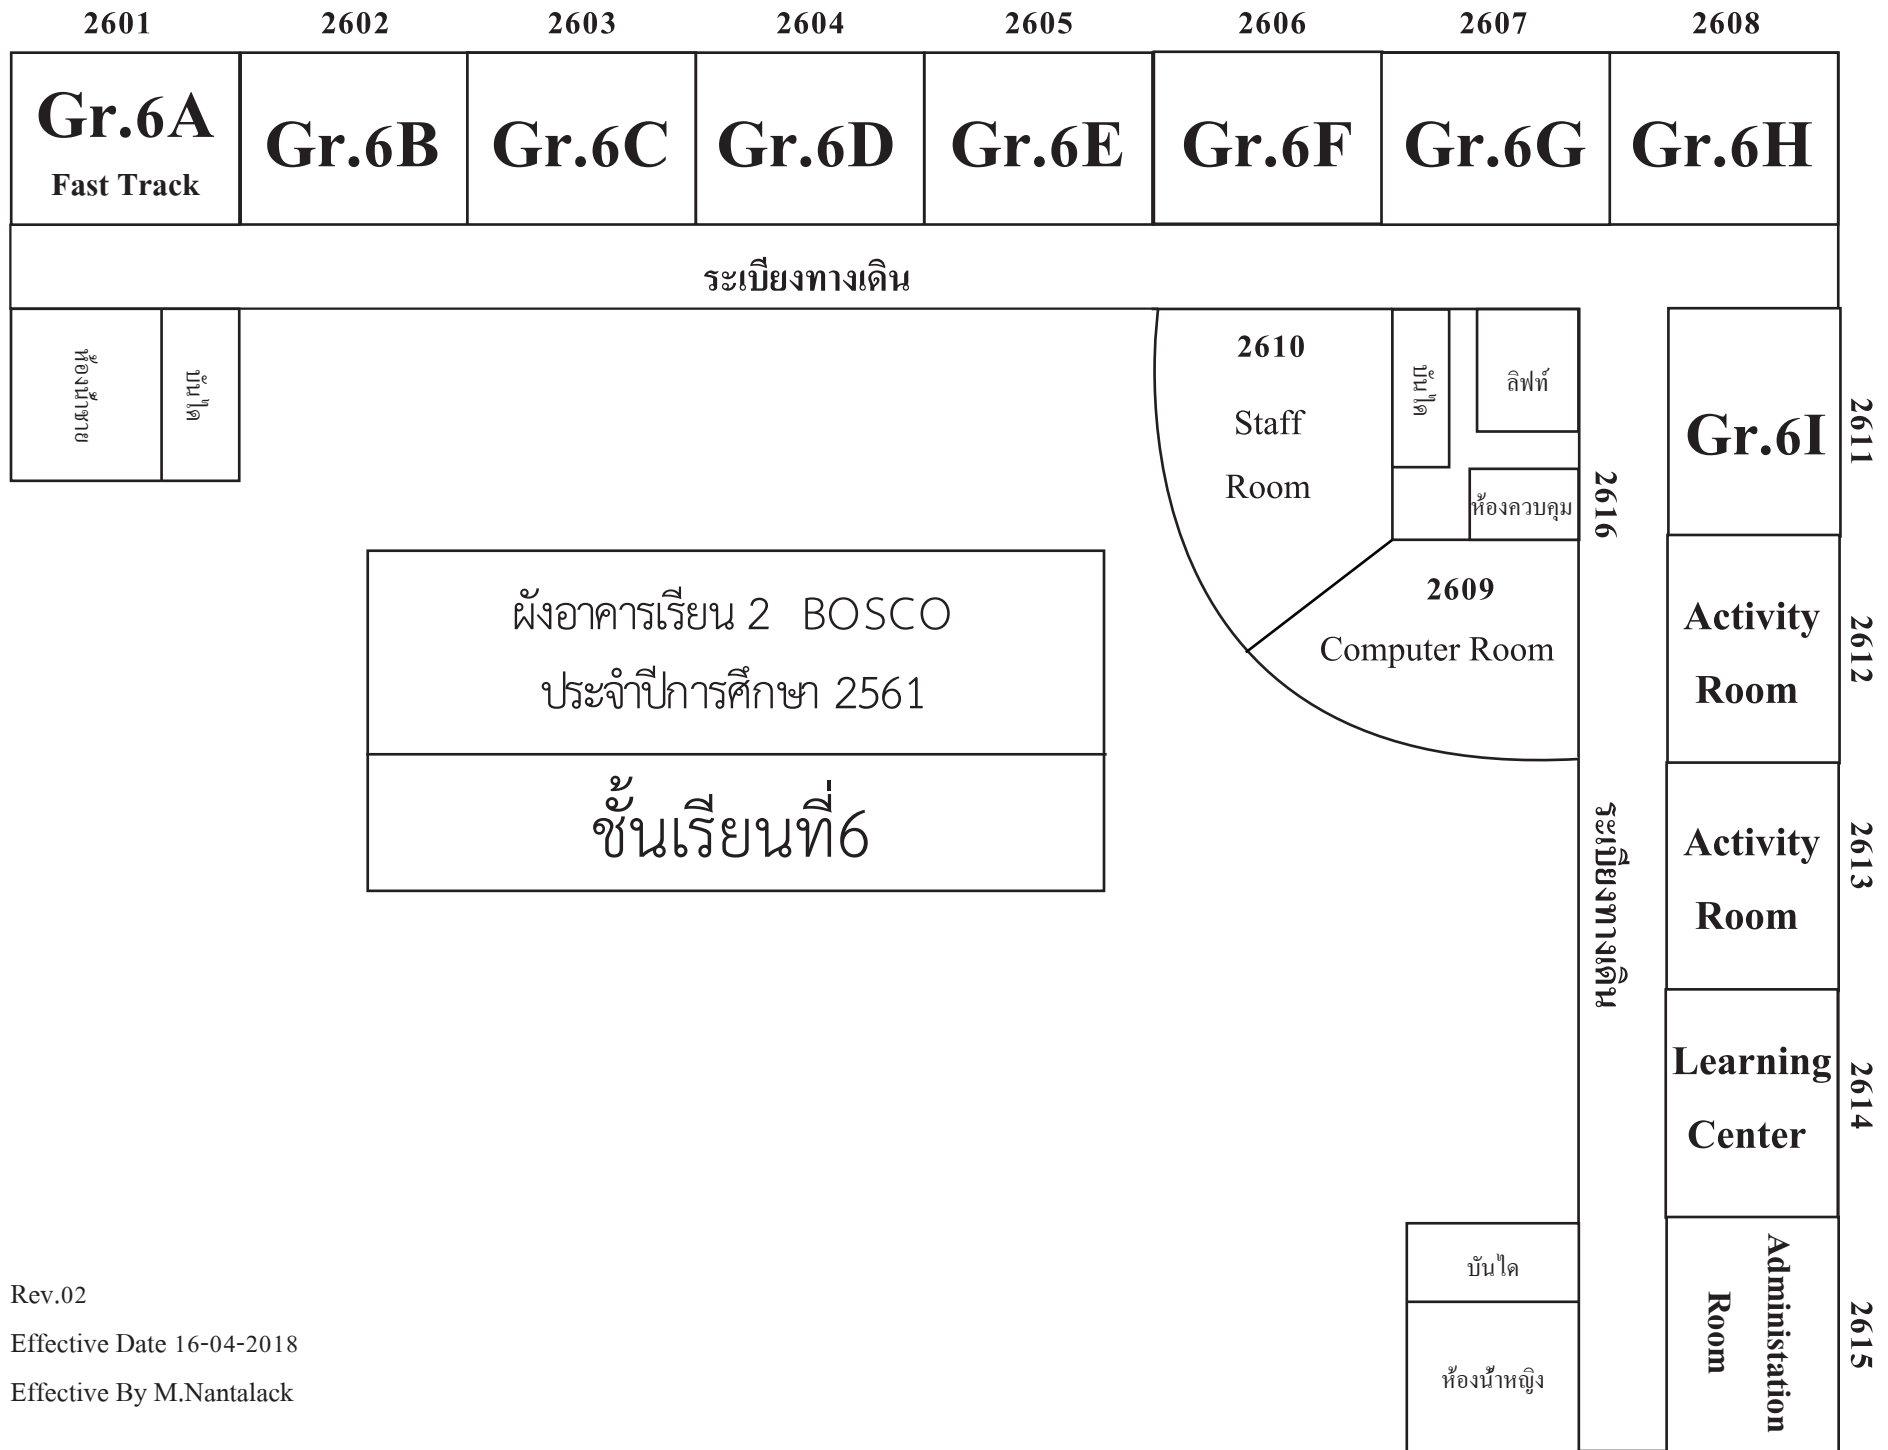 2601 2602 2603 2604 2605 2606 2607 2608
Gr.6A Gr.6B Gr.6C Gr.6D Gr.6E Gr.6F Gr.6G Gr.6H
Fast Track
ระเบียงทางเดิน
ห้องน้ำชาย
บันได
2610
Staff
Room
บันได
ลิฟท์
ห้องควบคุม
2616
2609
Computer Room
Gr.6I
2611
Activity
Room
2612
Activity
Room
2613
Learning
Center
2614
Administation
Room
2615
ระเบียงทางเดิน
ผังอาคารเรียน 2 BOSCO
ประจำปีการศึกษา 2561
ชั้นเรียนที่6
บันได
ห้องน้ำหญิง
Rev.02
Effective Date 16-04-2018
Effective By M.Nantalack